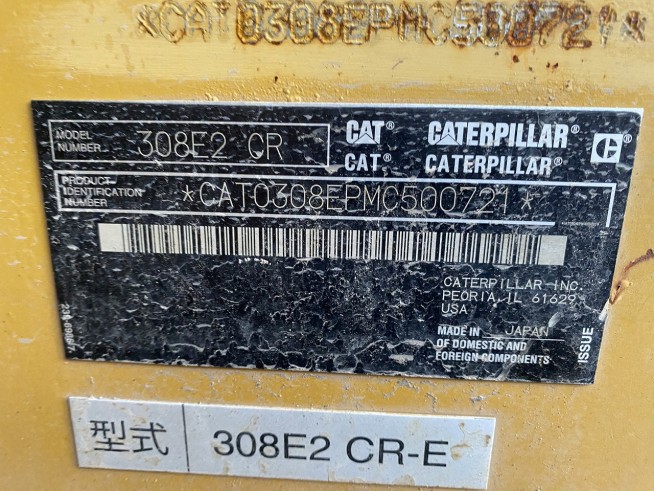 *CAT0308EPMC500721*
MODEL
NUMBER
308E2 CR
CAT® CATERPILLAR®
CAT® CATERPILLAR®
PRODUCT
IDENTIFICATION
NUMBER
*CAT0308EPMC500721*
CATERPILLAR INC.
PEORIA, IL 61629
USA
MADE IN JAPAN
OF DOMESTIC AND
FOREIGN COMPONENTS
ISSUE
型式 308E2 CR-E